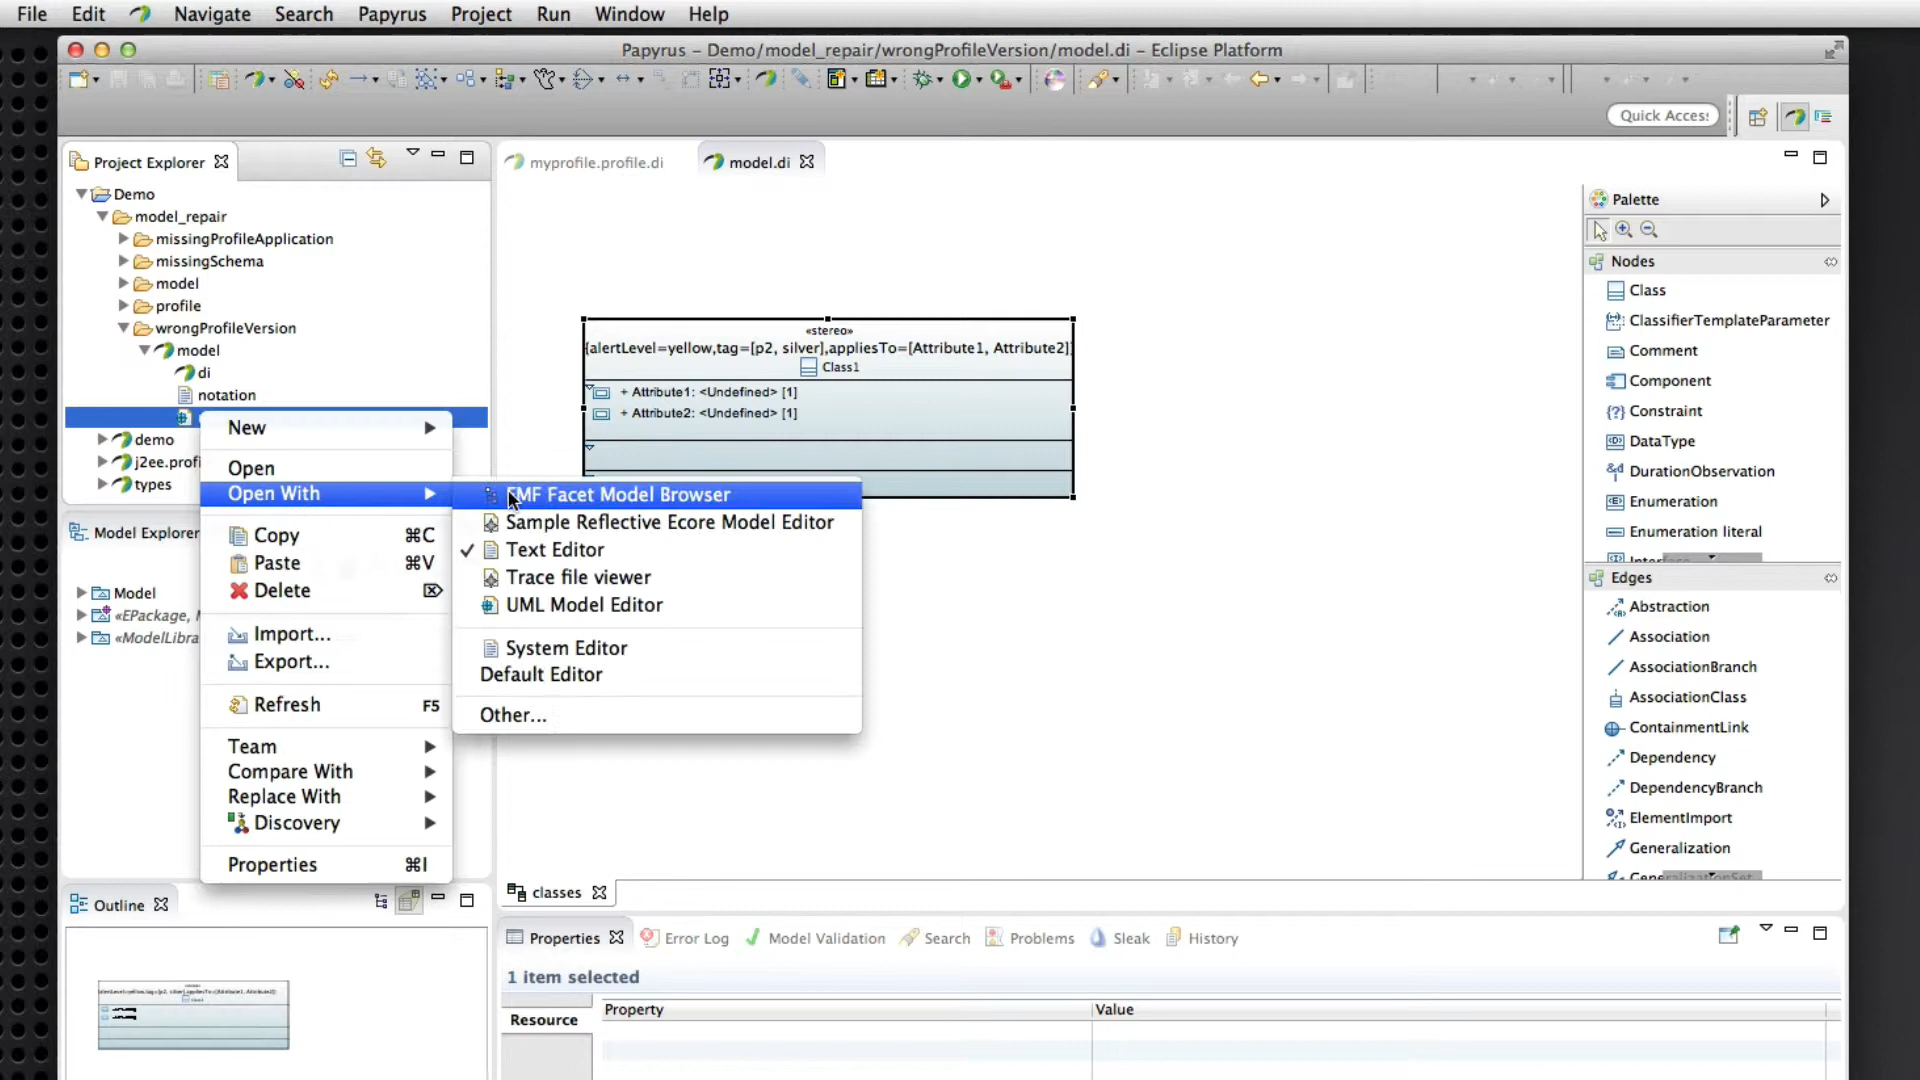 File Edit Navigate Search Papyrus Project Run Window Help
Papyrus – Demo/model_repair/wrongProfileVersion/model.di – Eclipse Platform
Quick Access
Project Explorer
Demo
model_repair
missingProfileApplication
missingSchema
model
profile
wrongProfileVersion
model
di
notation
demo
j2ee.profi
types
Model Explorer
Model
«EPackage, M
«ModelLibra
New
Open
Open With
Copy ⌘C
Paste ⌘V
Delete ⌦
Import...
Export...
Refresh F5
Team
Compare With
Replace With
Discovery
Properties ⌘I
EMF Facet Model Browser
Sample Reflective Ecore Model Editor
✓ Text Editor
Trace file viewer
UML Model Editor
System Editor
Default Editor
Other...
myprofile.profile.di
model.di
«stereo»
{alertLevel=yellow,tag=[p2, silver],appliesTo=[Attribute1, Attribute2]}
Class1
+ Attribute1: <Undefined> [1]
+ Attribute2: <Undefined> [1]
classes
Palette
Nodes
Class
ClassifierTemplateParameter
Comment
Component
Constraint
DataType
DurationObservation
Enumeration
Enumeration literal
Edges
Abstraction
Association
AssociationBranch
AssociationClass
ContainmentLink
Dependency
DependencyBranch
ElementImport
Generalization
GeneralizationSet
Outline
Properties Error Log Model Validation Search Problems Sleak History
1 item selected
Resource
Property Value